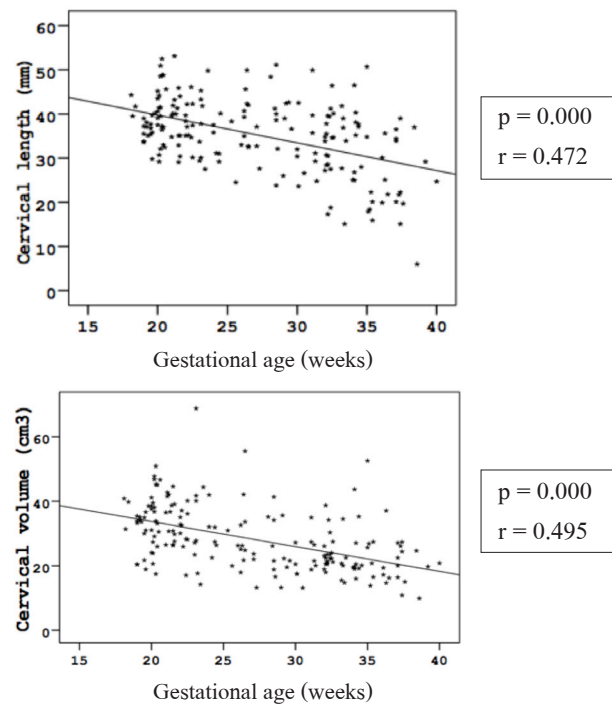 60
50
40
30
20
10
0
Cervical length (mm)
15 20 25 30 35 40
Gestational age (weeks)
p = 0.000
r = 0.472
60
40
20
0
Cervical volume (cm3)
15 20 25 30 35 40
Gestational age (weeks)
p = 0.000
r = 0.495